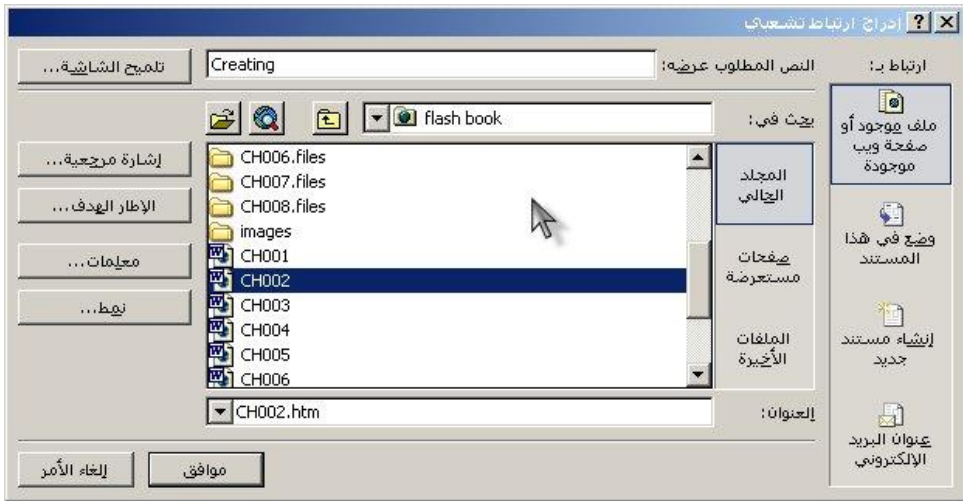 إدراج ارتباط تشعبي
ارتباط بـ:
النص المطلوب عرضه:
Creating
تلميح الشاشة...
ملف موجود أو
صفحة ويب
موجودة
وضع في هذا
المستند
إنشاء مستند
جديد
عنوان البريد
الإلكتروني
بحث في:
flash book
المجلد
الحالي
صفحات
مستعرضة
الملفات
الأخيرة
CH006.files
CH007.files
CH008.files
images
CH001
CH002
CH003
CH004
CH005
CH006
العنوان:
CH002.htm
إشارة مرجعية...
الإطار الهدف...
معلمات...
نمط...
موافق
إلغاء الأمر